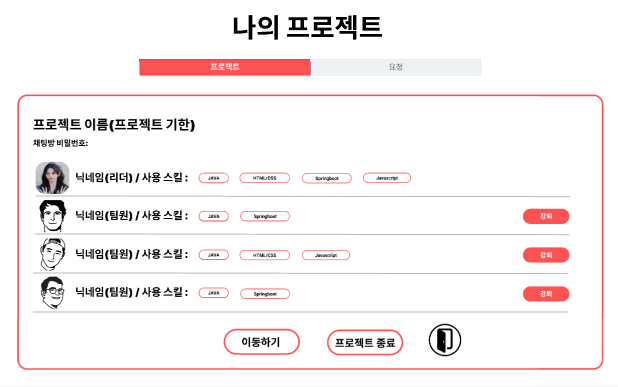 나의 프로젝트
프로젝트 요청
프로젝트 이름(프로젝트 기한)
채팅방 비밀번호:
닉네임(리더) / 사용 스킬 : JAVA HTML/CSS Springboot Javascript
닉네임(팀원) / 사용 스킬 : JAVA Springboot 강퇴
닉네임(팀원) / 사용 스킬 : JAVA HTML/CSS Javascript 강퇴
닉네임(팀원) / 사용 스킬 : JAVA Springboot 강퇴
이동하기 프로젝트 종료